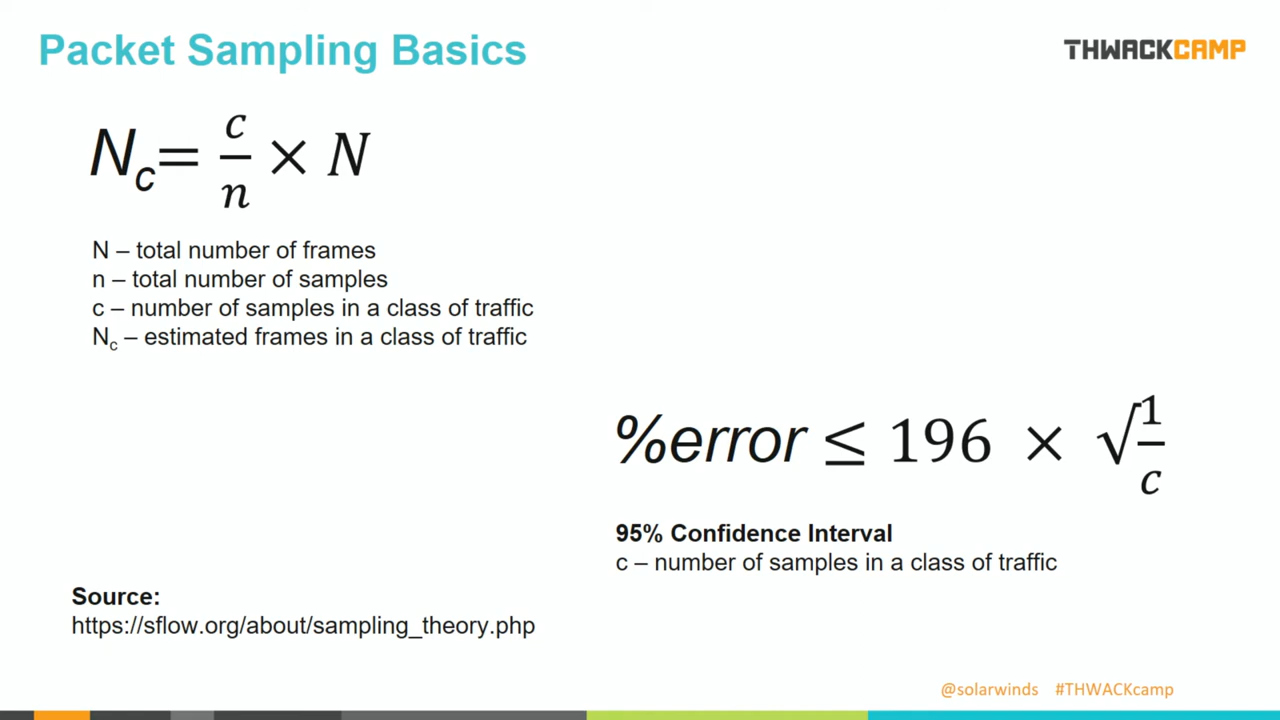 Packet Sampling Basics
THWACKCAMP
N_c = c/n × N
N – total number of frames
n – total number of samples
c – number of samples in a class of traffic
N_c – estimated frames in a class of traffic
%error ≤ 196 × √1/c
95% Confidence Interval
c – number of samples in a class of traffic
Source:
https://sflow.org/about/sampling_theory.php
@solarwinds #THWACKcamp